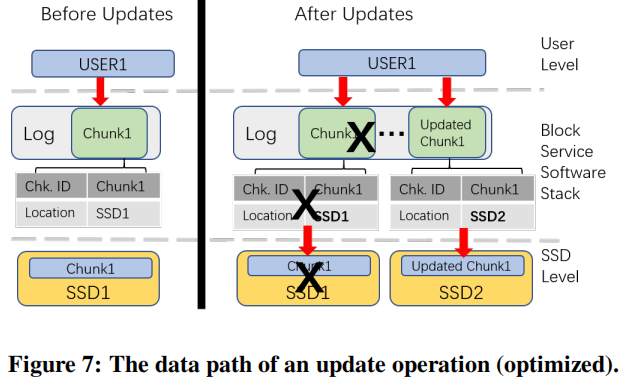 Before Updates
After Updates
USER1
USER1
User
Level
Log
Chunk1
Log
Chunk1
...
Updated
Chunk1
Block
Service
Software
Stack
Chk. ID
Chunk1
Location
SSD1
Chk. ID
Chunk1
Location
SSD1
Chk. ID
Chunk1
Location
SSD2
Chunk1
SSD1
Chunk1
SSD1
Updated Chunk1
SSD2
SSD
Level
Figure 7: The data path of an update operation (optimized).